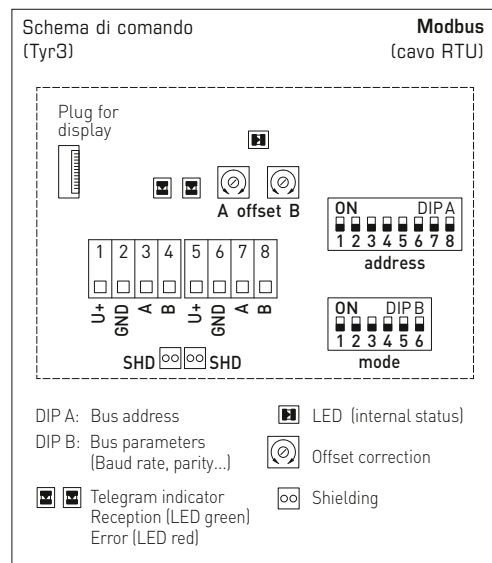 Schema di comando
(Tyr3)
Modbus
(cavo RTU)
Plug for
display
A offset B
ON DIP A
1 2 3 4 5 6 7 8
address
1 2 3 4 5 6 7 8
U+ GND A B U+ GND A B
ON DIP B
1 2 3 4 5 6
mode
SHD SHD
DIP A: Bus address
DIP B: Bus parameters
(Baud rate, parity...)
Telegram indicator
Reception (LED green)
Error (LED red)
LED (internal status)
Offset correction
Shielding